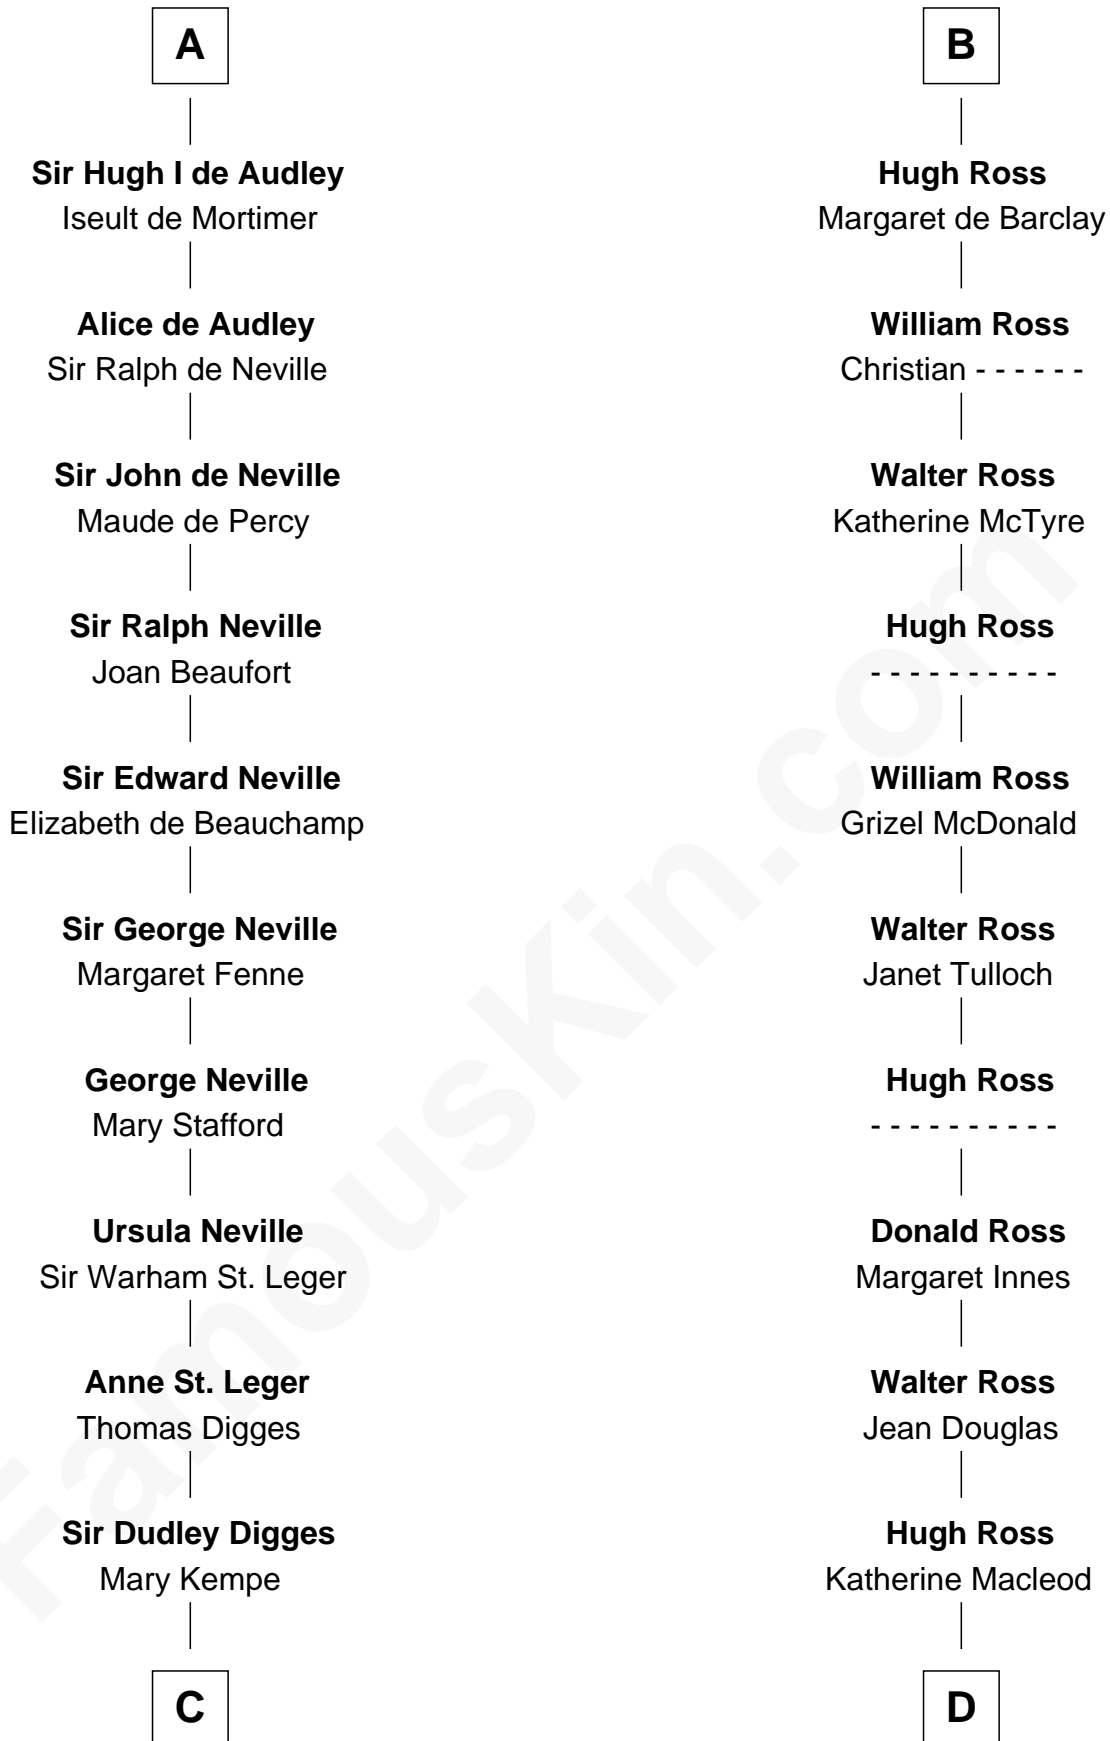 A
Sir Hugh I de Audley
Iseult de Mortimer
Alice de Audley
Sir Ralph de Neville
Sir John de Neville
Maude de Percy
Sir Ralph Neville
Joan Beaufort
Sir Edward Neville
Elizabeth de Beauchamp
Sir George Neville
Margaret Fenne
George Neville
Mary Stafford
Ursula Neville
Sir Warham St. Leger
Anne St. Leger
Thomas Digges
Sir Dudley Digges
Mary Kempe
C
B
Hugh Ross
Margaret de Barclay
William Ross
Christian - - - - - -
Walter Ross
Katherine McTyre
Hugh Ross
- - - - - - - - - -
William Ross
Grizel McDonald
Walter Ross
Janet Tulloch
Hugh Ross
- - - - - - - - - -
Donald Ross
Margaret Innes
Walter Ross
Jean Douglas
Hugh Ross
Katherine Macleod
D
FamousKin.com